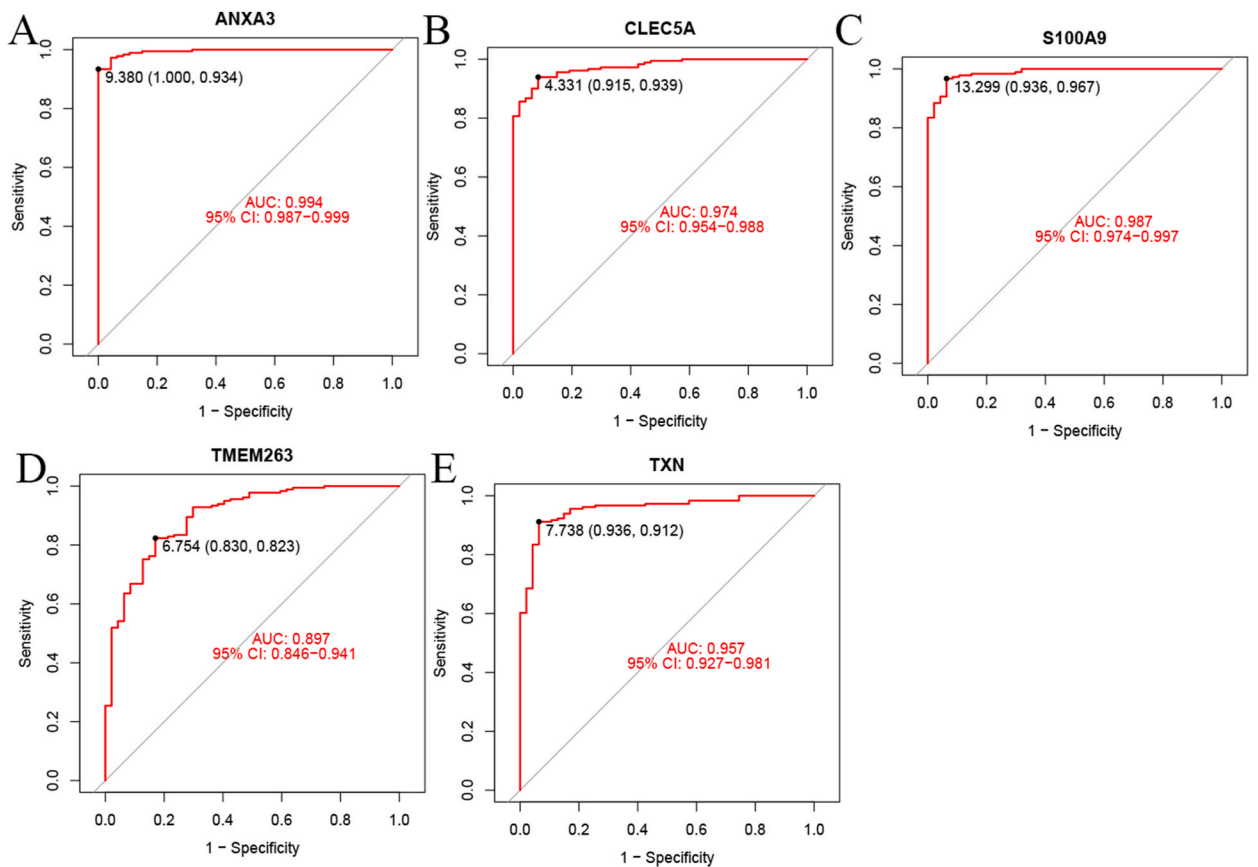 A
ANXA3
9.380 (1.000, 0.934)
AUC: 0.994
95% CI: 0.987−0.999
Sensitivity
0.0
0.2
0.4
0.6
0.8
1.0
0.0 0.2 0.4 0.6 0.8 1.0
1 − Specificity
B
CLEC5A
4.331 (0.915, 0.939)
AUC: 0.974
95% CI: 0.954−0.988
Sensitivity
0.0
0.2
0.4
0.6
0.8
1.0
0.0 0.2 0.4 0.6 0.8 1.0
1 − Specificity
C
S100A9
13.299 (0.936, 0.967)
AUC: 0.987
95% CI: 0.974−0.997
Sensitivity
0.0
0.2
0.4
0.6
0.8
1.0
0.0 0.2 0.4 0.6 0.8 1.0
1 − Specificity
D
TMEM263
6.754 (0.830, 0.823)
AUC: 0.897
95% CI: 0.846−0.941
Sensitivity
0.0
0.2
0.4
0.6
0.8
1.0
0.0 0.2 0.4 0.6 0.8 1.0
1 − Specificity
E
TXN
7.738 (0.936, 0.912)
AUC: 0.957
95% CI: 0.927−0.981
Sensitivity
0.0
0.2
0.4
0.6
0.8
1.0
0.0 0.2 0.4 0.6 0.8 1.0
1 − Specificity